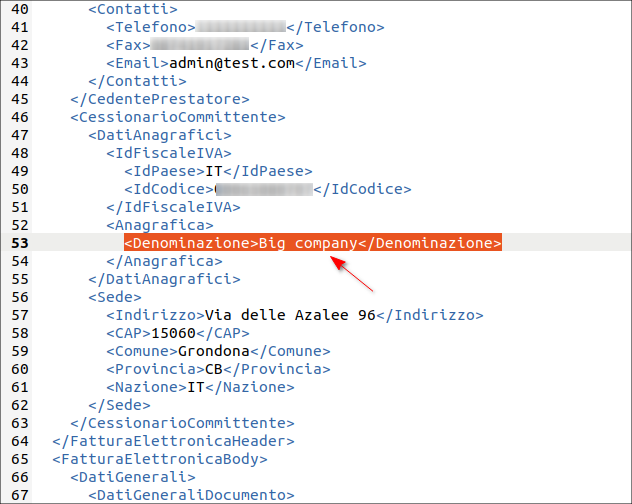 40 <Contatti>
41 <Telefono></Telefono>
42 <Fax></Fax>
43 <Email>admin@test.com</Email>
44 </Contatti>
45 </CedentePrestatore>
46 <CessionarioCommittente>
47 <DatiAnagrafici>
48 <IdFiscaleIVA>
49 <IdPaese>IT</IdPaese>
50 <IdCodice></IdCodice>
51 </IdFiscaleIVA>
52 <Anagrafica>
53 <Denominazione>Big company</Denominazione>
54 </Anagrafica>
55 </DatiAnagrafici>
56 <Sede>
57 <Indirizzo>Via delle Azalee 96</Indirizzo>
58 <CAP>15060</CAP>
59 <Comune>Grondona</Comune>
60 <Provincia>CB</Provincia>
61 <Nazione>IT</Nazione>
62 </Sede>
63 </CessionarioCommittente>
64 </FatturaElettronicaHeader>
65 <FatturaElettronicaBody>
66 <DatiGenerali>
67 <DatiGeneraliDocumento>